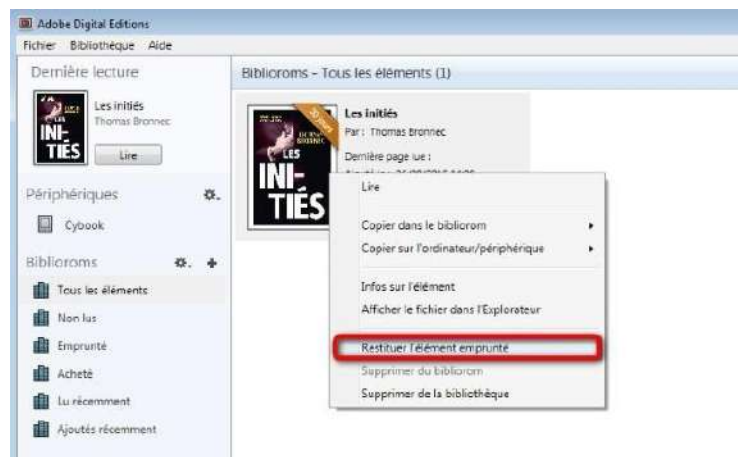 Adobe Digital Editions
Fichier Bibliothèque Aide
Dernière lecture
Les initiés
Thomas Bronnec
LES
INI-
TIÉS
Lire
Périphériques
Cybook
Biblioroms
Tous les éléments
Non lus
Emprunté
Acheté
Lu récemment
Ajoutés récemment
Biblioroms - Tous les éléments (1)
LES
INI-
TIÉS
Les initiés
Par : Thomas Bronnec
Dernière page lue :
Lire
Copier dans le bibliorom
Copier sur l'ordinateur/périphérique
Infos sur l'élément
Afficher le fichier dans l'Explorateur
Restituer l'élément emprunté
Supprimer du bibliorom
Supprimer de la bibliothèque